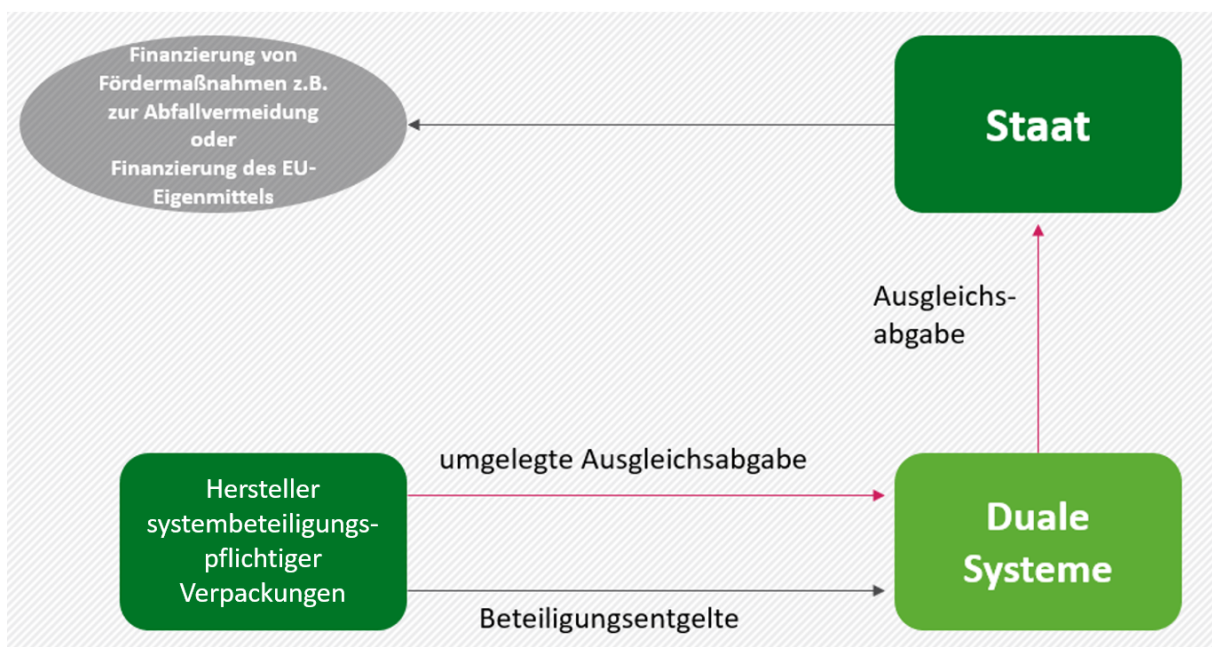 Finanzierung von
Fördermaßnahmen z.B.
zur Abfallvermeidung
oder
Finanzierung des EU-
Eigenmittels
Staat
Ausgleichs-
abgabe
umgelegte Ausgleichsabgabe
Hersteller
systembeteiligungs-
pflichtiger
Verpackungen
Duale
Systeme
Beteiligungsentgelte